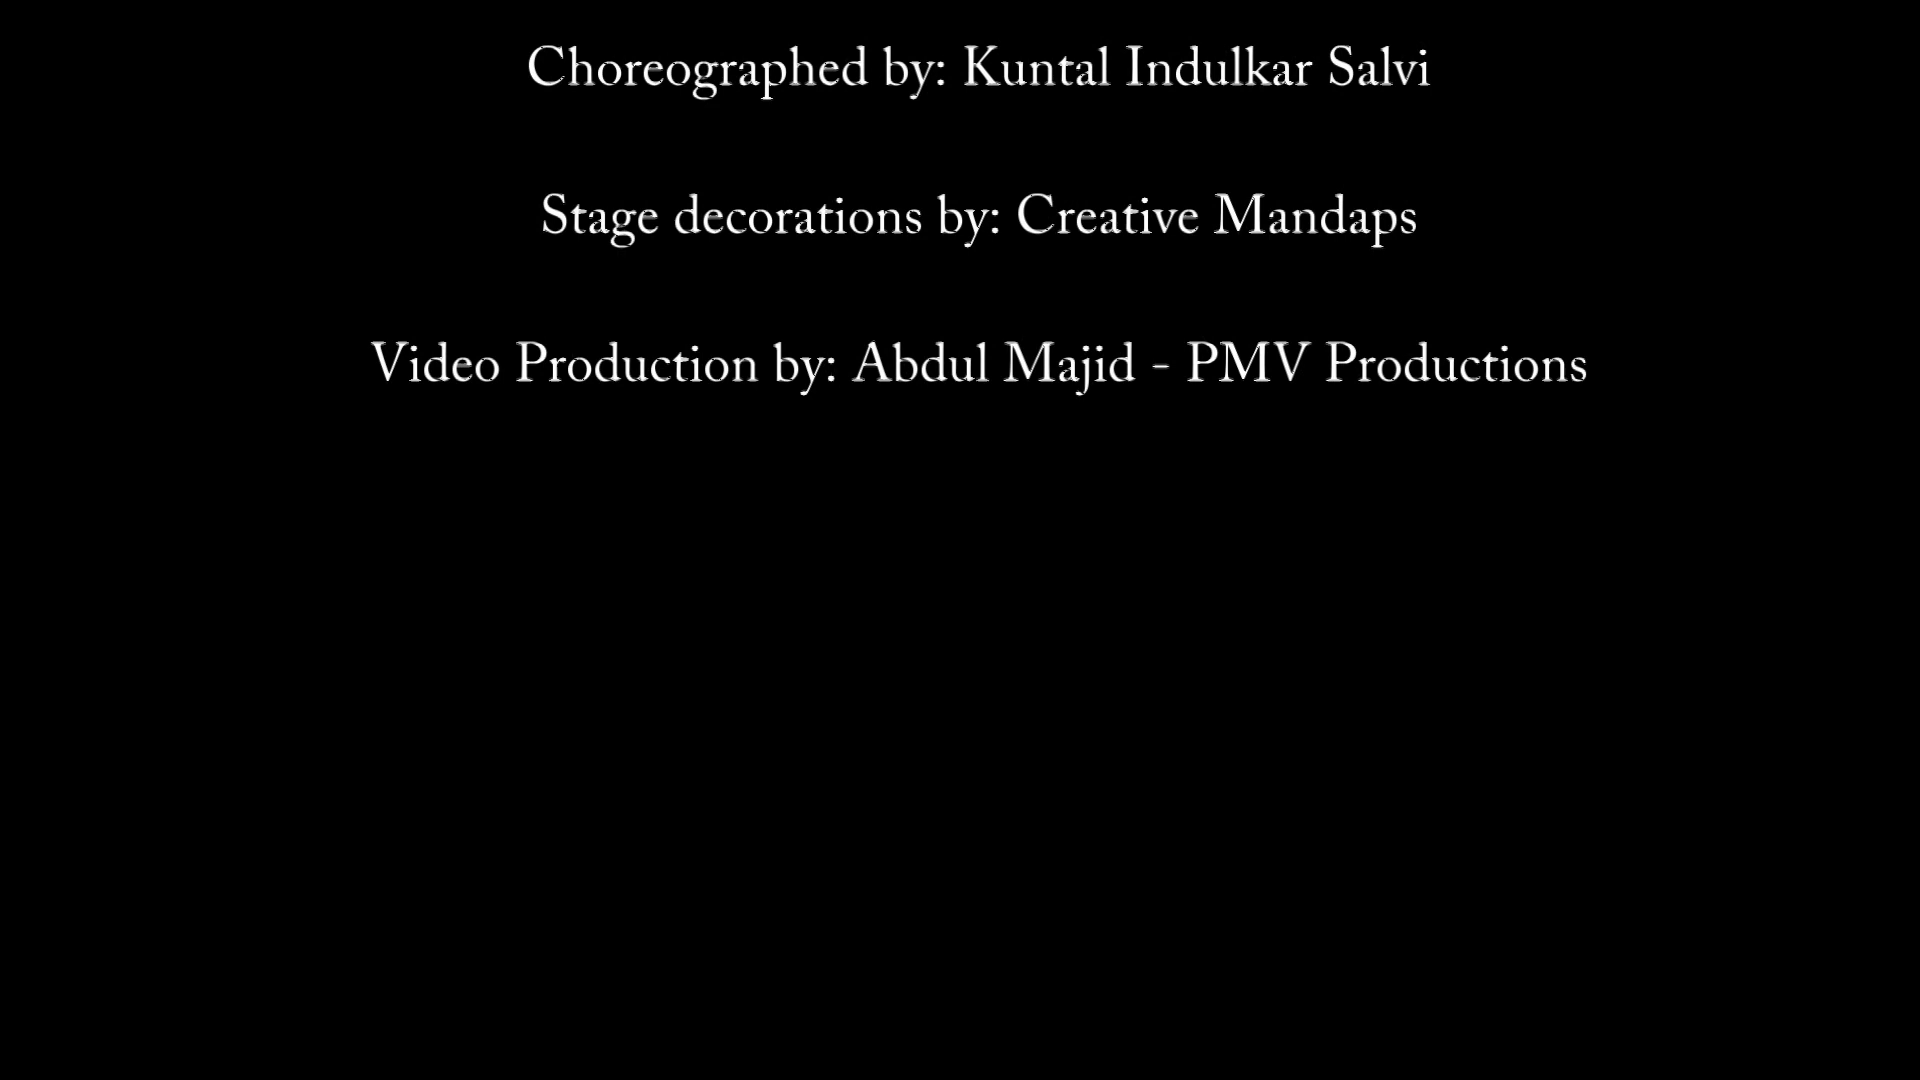 Choreographed by: Kuntal Indulkar Salvi
Stage decorations by: Creative Mandaps
Video Production by: Abdul Majid - PMV Productions